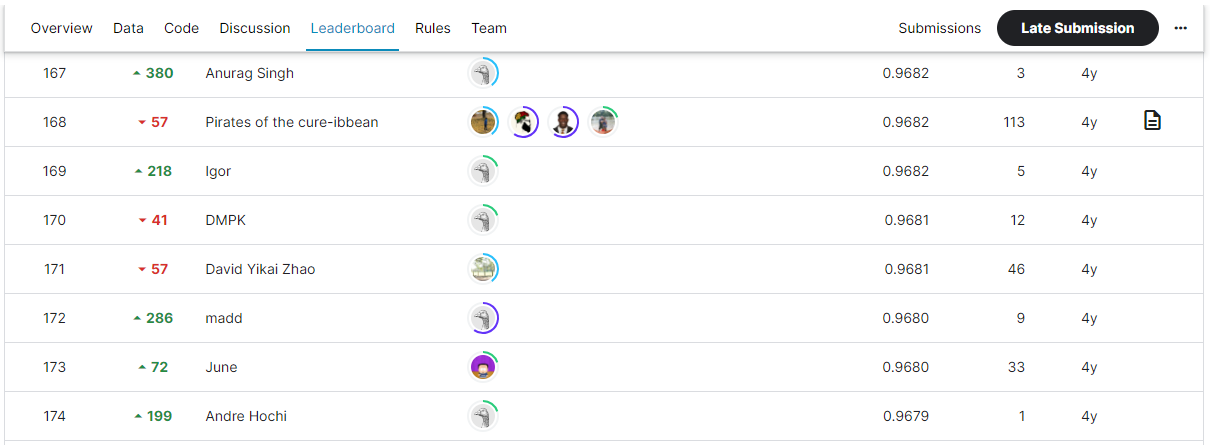 Overview Data Code Discussion Leaderboard Rules Team Submissions Late Submission ...
167 380 Anurag Singh 0.9682 3 4y
168 57 Pirates of the cure-ibbean 0.9682 113 4y
169 218 Igor 0.9682 5 4y
170 41 DMPK 0.9681 12 4y
171 57 David Yikai Zhao 0.9681 46 4y
172 286 madd 0.9680 9 4y
173 72 June 0.9680 33 4y
174 199 Andre Hochi 0.9679 1 4y